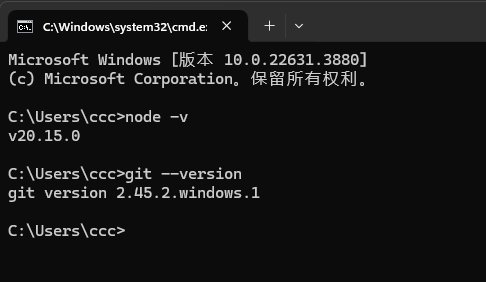 C:\Windows\system32\cmd.e
Microsoft Windows [版本 10.0.22631.3880]
(c) Microsoft Corporation。保留所有权利。
C:\Users\ccc>node -v
v20.15.0
C:\Users\ccc>git --version
git version 2.45.2.windows.1
C:\Users\ccc>